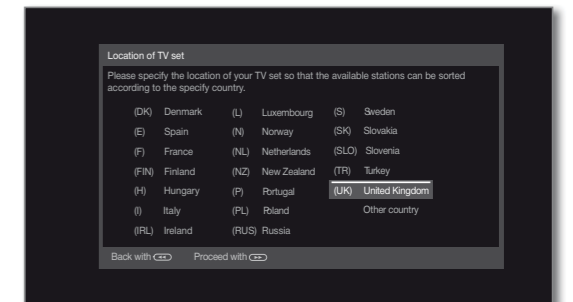 Location of TV set
Please specify the location of your TV set so that the available stations can be sorted
according to the specify country.
(DK) Denmark (L) Luxembourg (S) Sweden
(E) Spain (N) Norway (SK) Slovakia
(F) France (NL) Netherlands (SLO) Slovenia
(FIN) Finland (NZ) New Zealand (TR) Turkey
(H) Hungary (P) Portugal (UK) United Kingdom
(I) Italy (PL) Poland Other country
(IRL) Ireland (RUS) Russia
Back with Proceed with